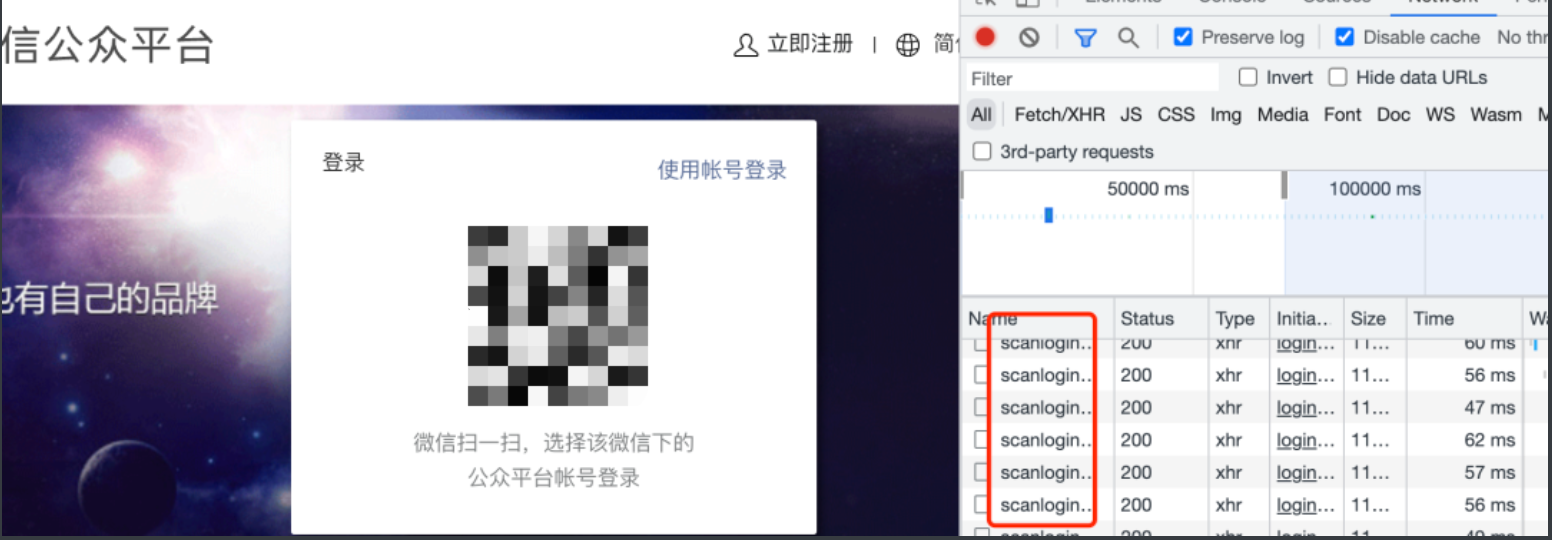 信公众平台
立即注册 | 简
登录
使用帐号登录
有自己的品牌
微信扫一扫，选择该微信下的
公众平台帐号登录
Elements Console Sources Network
Preserve log Disable cache No thr
Filter Invert Hide data URLs
All Fetch/XHR JS CSS Img Media Font Doc WS Wasm M
3rd-party requests
50000 ms 100000 ms
Name Status Type Initia... Size Time Wa
scanlogin.. 200 xhr login... 11... 60 ms
scanlogin.. 200 xhr login... 11... 56 ms
scanlogin.. 200 xhr login... 11... 47 ms
scanlogin.. 200 xhr login... 11... 62 ms
scanlogin.. 200 xhr login... 11... 57 ms
scanlogin.. 200 xhr login... 11... 56 ms